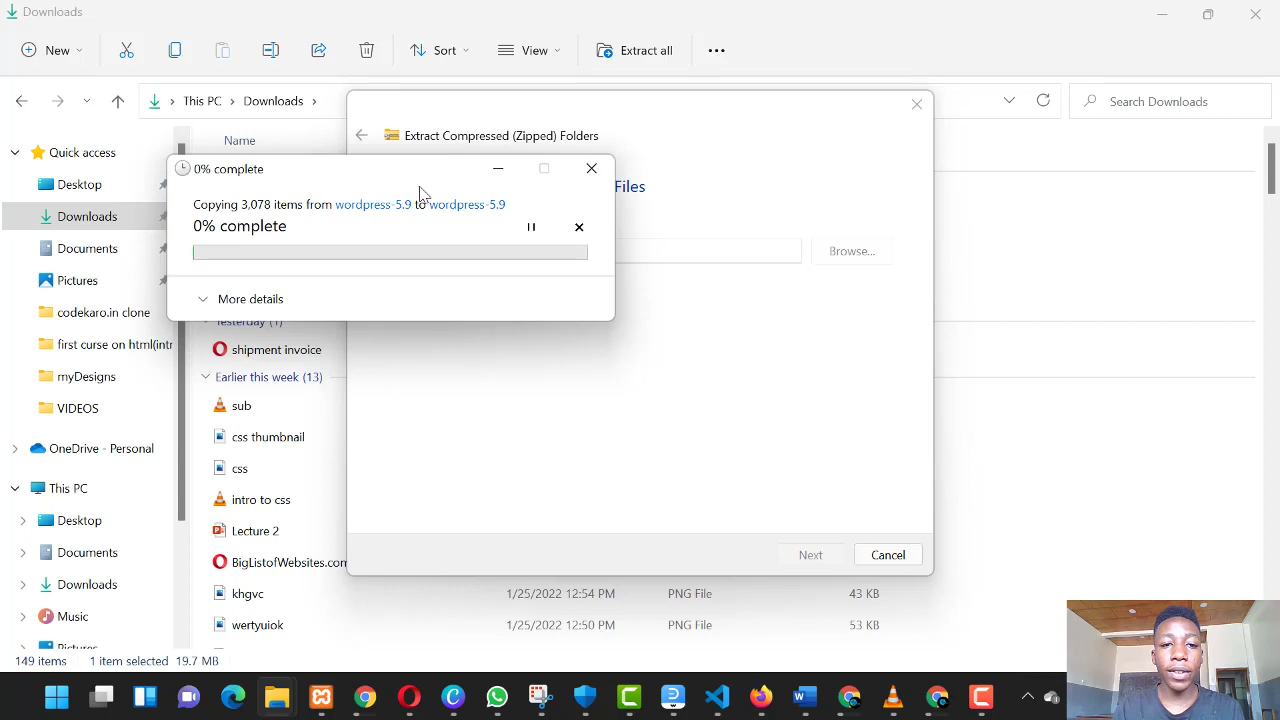 Downloads
New
Sort
View
Extract all
This PC
Downloads
Search Downloads
Name
Extract Compressed (Zipped) Folders
Quick access
0% complete
Files
Desktop
Copying 3,078 items from wordpress-5.9 to wordpress-5.9
Downloads
0% complete
Documents
Browse...
Pictures
More details
codekaro.in clone
Yesterday (1)
first curse on html(intr
shipment invoice
myDesigns
Earlier this week (13)
VIDEOS
sub
css thumbnail
OneDrive - Personal
css
This PC
intro to css
Desktop
Lecture 2
Documents
BigListofWebsites.com
Next
Cancel
Downloads
khgvc
1/25/2022 12:54 PM
PNG File
43 KB
Music
wertyuiok
1/25/2022 12:50 PM
PNG File
53 KB
149 items
1 item selected
19.7 MB